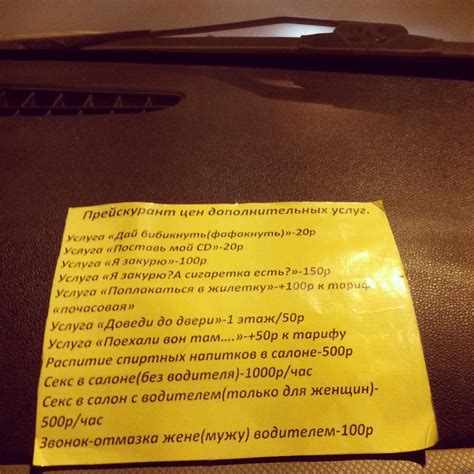 Прейскурант цен дополнительных услуг.
Услуга «Дай бибикнуть(фафакнуть)»-20р
Услуга «Поставь мой CD»-20р
Услуга «Я закурю»-100р
Услуга «Я закурю?А сигаретка есть?»-150р
Услуга «Поплакаться в жилетку»-+100р к тариф
«почасовая»
Услуга «Доведи до двери»-1 этаж/50р
Услуга «Поехали вон там....»-+50р к тарифу
Распитие спиртных напитков в салоне-500р
Секс в салоне(без водителя)-1000р/час
Секс в салон с водителем(только для женщин)-
500р/час
Звонок-отмазка жене(мужу) водителем-100р